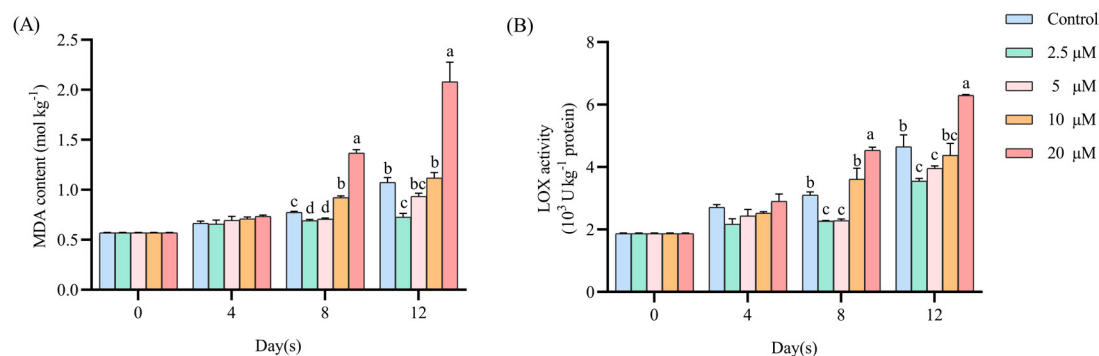 (A)
MDA content (mol kg-1)
2.5
2.0
1.5
1.0
0.5
0.0
c d d b a
b c bc b a
0 4 8 12
Day(s)
(B)
LOX activity
(10³ U kg-1 protein)
8
6
4
2
0
b c c b a
b c c bc a
0 4 8 12
Day(s)
Control
2.5 μM
5 μM
10 μM
20 μM